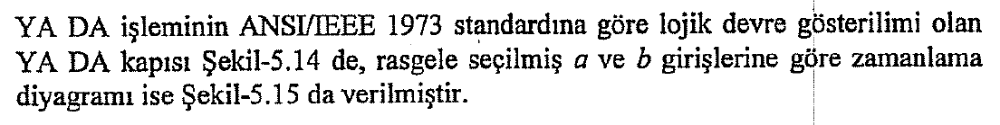 YA DA işleminin ANSI/IEEE 1973 standardına göre lojik devre gösterilimi olan
YA DA kapısı Şekil-5.14 de, rasgele seçilmiş a ve b girişlerine göre zamanlama
diyagramı ise Şekil-5.15 da verilmiştir.